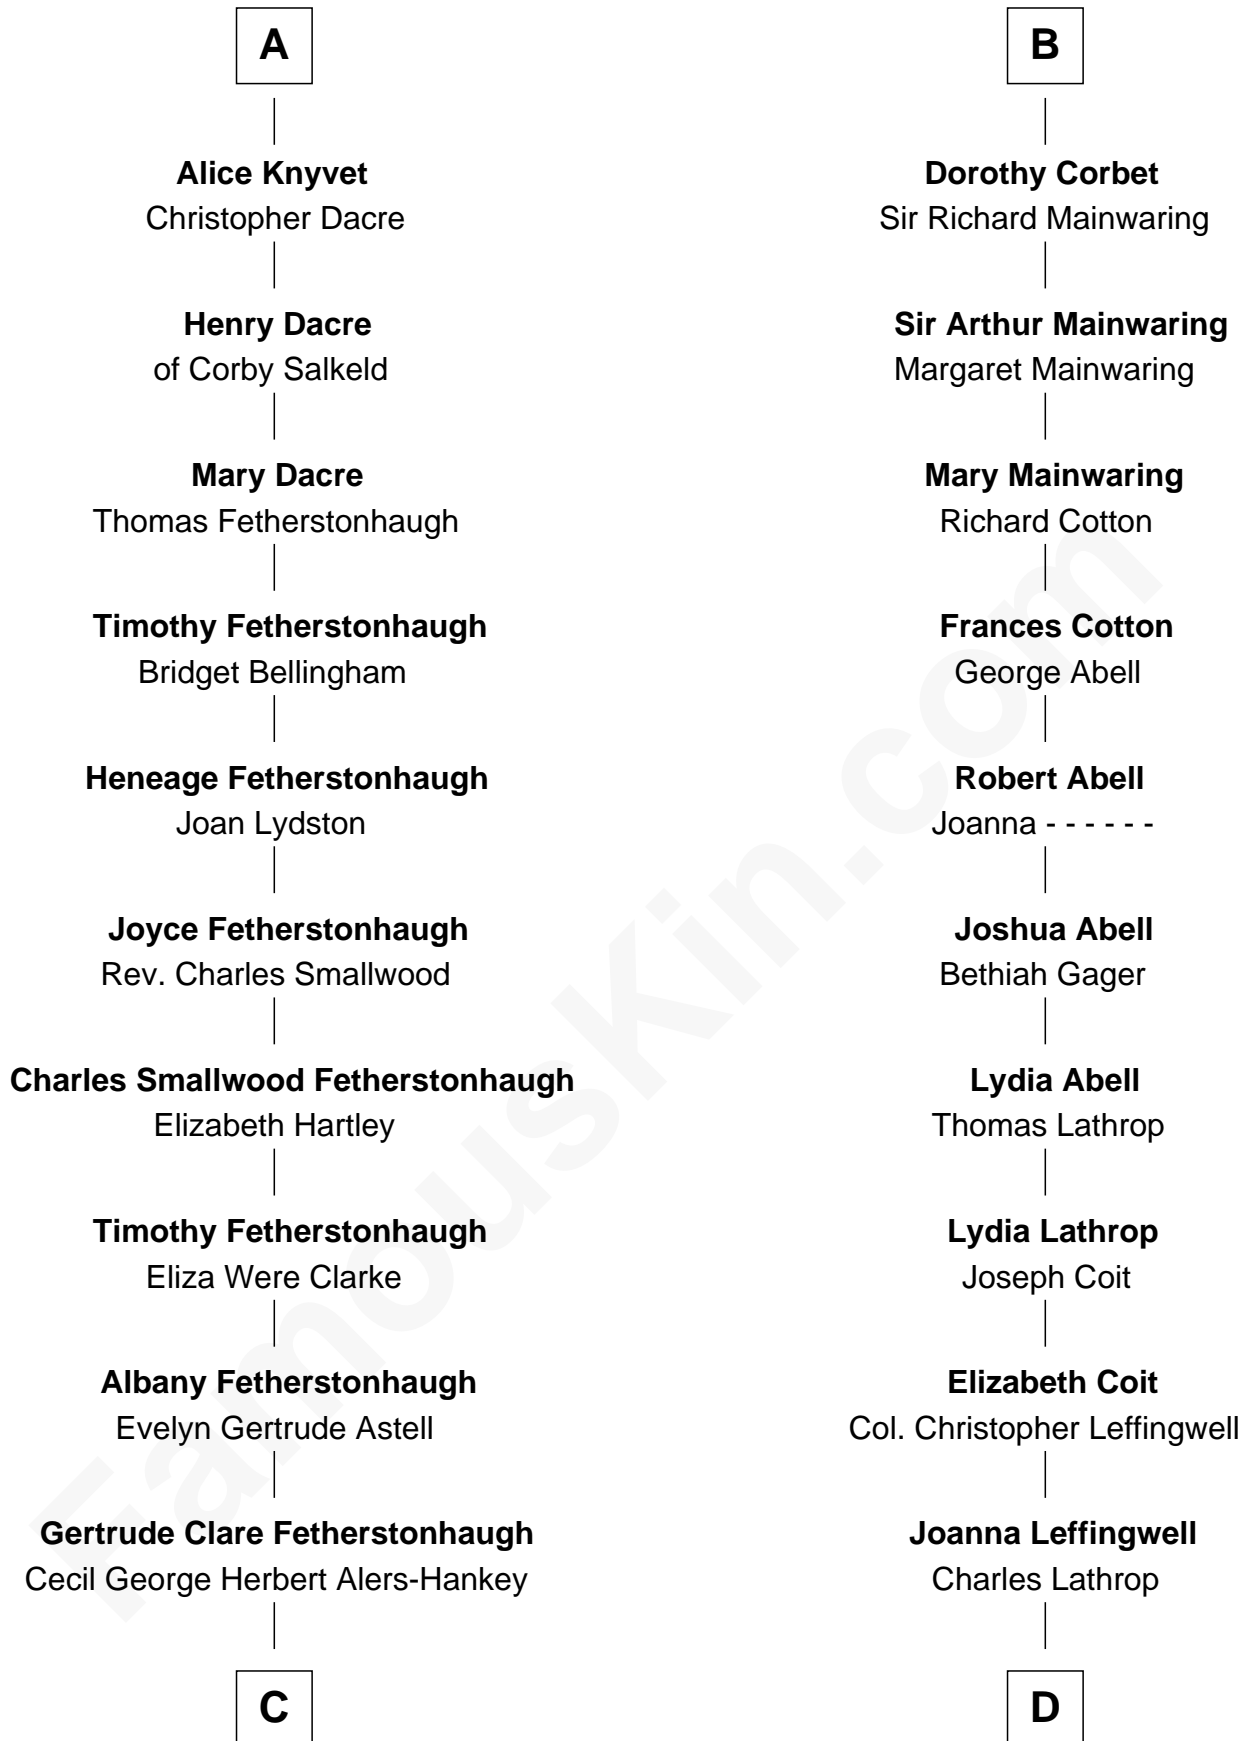 A
Alice Knyvet
Christopher Dacre
Henry Dacre
of Corby Salkeld
Mary Dacre
Thomas Fetherstonhaugh
Timothy Fetherstonhaugh
Bridget Bellingham
Heneage Fetherstonhaugh
Joan Lydston
Joyce Fetherstonhaugh
Rev. Charles Smallwood
Charles Smallwood Fetherstonhaugh
Elizabeth Hartley
Timothy Fetherstonhaugh
Eliza Were Clarke
Albany Fetherstonhaugh
Evelyn Gertrude Astell
Gertrude Clare Fetherstonhaugh
Cecil George Herbert Alers-Hankey
C
B
Dorothy Corbet
Sir Richard Mainwaring
Sir Arthur Mainwaring
Margaret Mainwaring
Mary Mainwaring
Richard Cotton
Frances Cotton
George Abell
Robert Abell
Joanna - - - - - -
Joshua Abell
Bethiah Gager
Lydia Abell
Thomas Lathrop
Lydia Lathrop
Joseph Coit
Elizabeth Coit
Col. Christopher Leffingwell
Joanna Leffingwell
Charles Lathrop
D
FamousKin.com